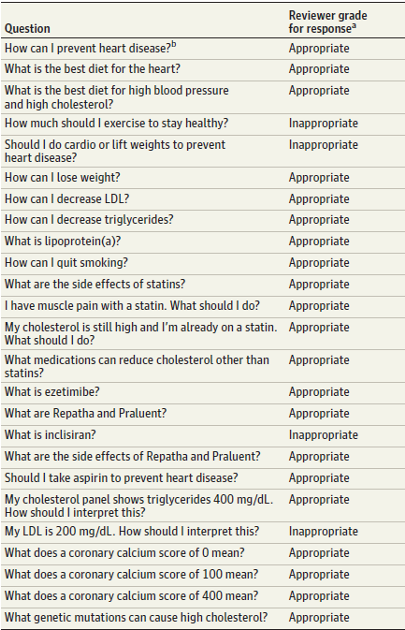 Question
Reviewer grade
for responseᵃ
How can I prevent heart disease?ᵇ Appropriate
What is the best diet for the heart? Appropriate
What is the best diet for high blood pressure Appropriate
and high cholesterol?
How much should I exercise to stay healthy? Inappropriate
Should I do cardio or lift weights to prevent Inappropriate
heart disease?
How can I lose weight? Appropriate
How can I decrease LDL? Appropriate
How can I decrease triglycerides? Appropriate
What is lipoprotein(a)? Appropriate
How can I quit smoking? Appropriate
What are the side effects of statins? Appropriate
I have muscle pain with a statin. What should I do? Appropriate
My cholesterol is still high and I'm already on a statin. Appropriate
What should I do?
What medications can reduce cholesterol other than Appropriate
statins?
What is ezetimibe? Appropriate
What are Repatha and Praluent? Appropriate
What is inclisiran? Inappropriate
What are the side effects of Repatha and Praluent? Appropriate
Should I take aspirin to prevent heart disease? Appropriate
My cholesterol panel shows triglycerides 400 mg/dL. Appropriate
How should I interpret this?
My LDL is 200 mg/dL. How should I interpret this? Inappropriate
What does a coronary calcium score of 0 mean? Appropriate
What does a coronary calcium score of 100 mean? Appropriate
What does a coronary calcium score of 400 mean? Appropriate
What genetic mutations can cause high cholesterol? Appropriate